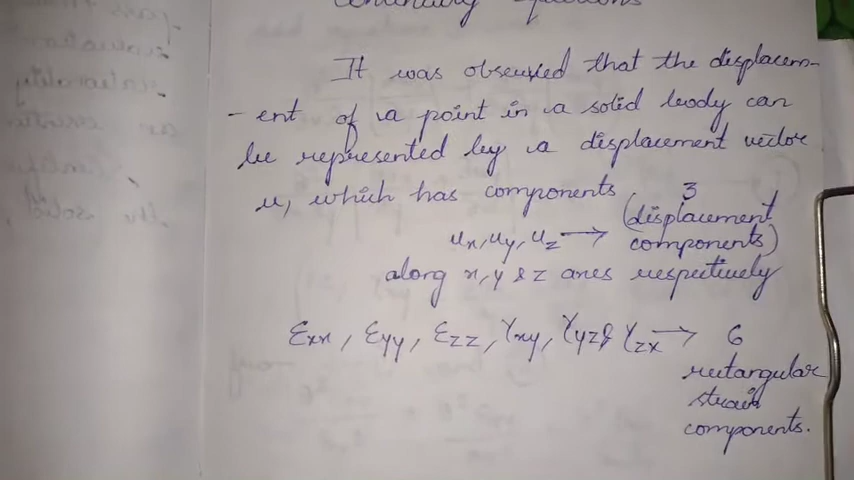 continuity Equations
It was observed that the displacem-
- ent of a point in a solid body can
be represented by a displacement vector
u, which has components
3
(displacement
ux, uy, uz → components)
along x, y & z axes respectively
εxx, εyy, εzz, γxy, γyz & γzx → 6
rectangular
strain
components.